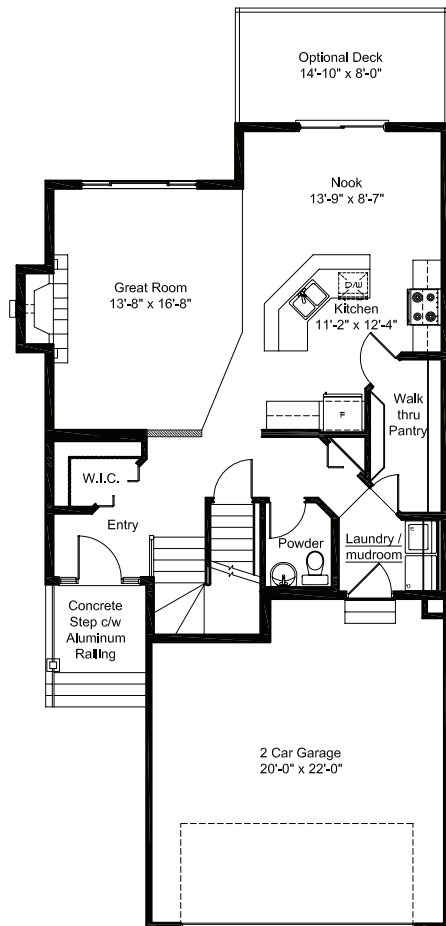 Optional Deck
14'-10" x 8'-0"
Nook
13'-9" x 8'-7"
Great Room
13'-8" x 16'-8"
D/W
Kitchen
11'-2" x 12'-4"
Walk
thru
Pantry
F
W.I.C.
Entry
Powder
Laundry /
mudroom
Concrete
Step c/w
Aluminum
Railing
2 Car Garage
20'-0" x 22'-0"